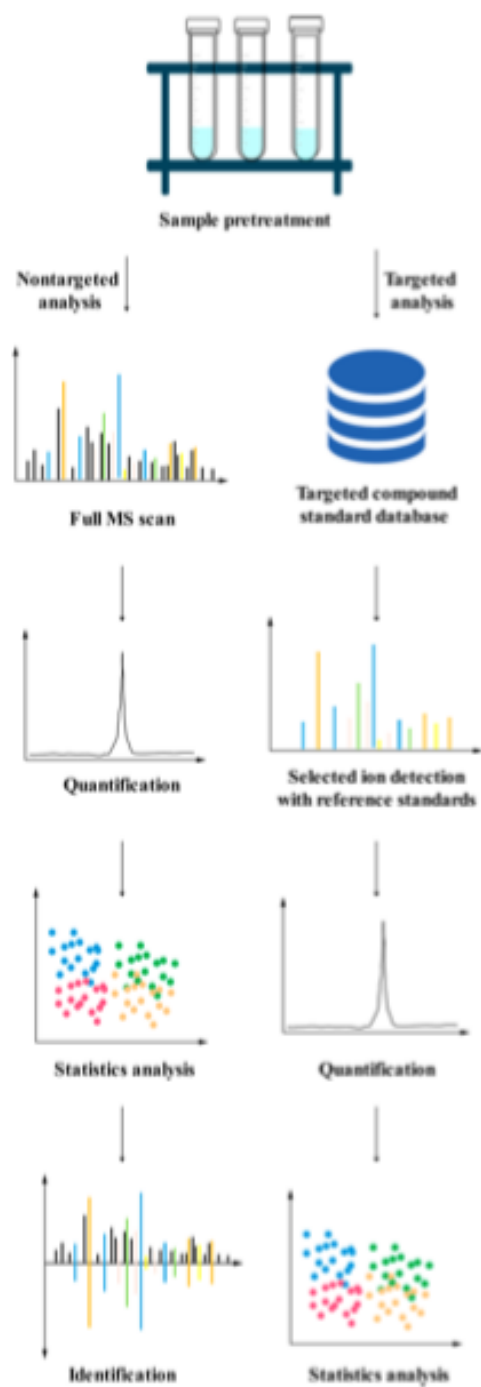 Sample pretreatment
Nontargeted
analysis
Targeted
analysis
Full MS scan
Targeted compound
standard database
Quantification
Selected ion detection
with reference standards
Statistics analysis
Quantification
Identification
Statistics analysis